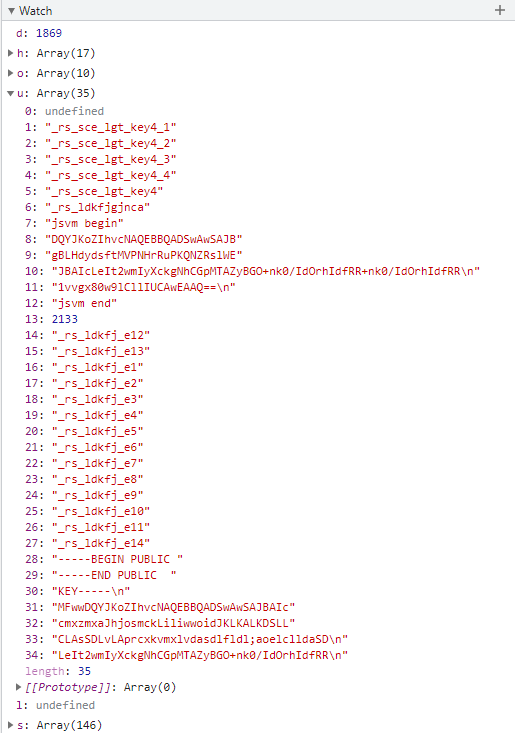 Watch
d: 1869
h: Array(17)
o: Array(10)
u: Array(35)
0: undefined
1: "_rs_sce_lgt_key4_1"
2: "_rs_sce_lgt_key4_2"
3: "_rs_sce_lgt_key4_3"
4: "_rs_sce_lgt_key4_4"
5: "_rs_sce_lgt_key4"
6: "_rs_ldkfjgjnca"
7: "jsvm begin"
8: "DQYJKoZIhvcNAQEBBQADSwAwSAJB"
9: "gBLHdydsftMVPNHrRuPKQNZRslWE"
10: "JBAIcLeIt2wmIyXckgNhCGpMTAZyBGO+nk0/IdOrhIdfRR+nk0/IdOrhIdfRR\n"
11: "1vvgx80w9lCllIUCAwEAAQ==\n"
12: "jsvm end"
13: 2133
14: "_rs_ldkfj_e12"
15: "_rs_ldkfj_e13"
16: "_rs_ldkfj_e1"
17: "_rs_ldkfj_e2"
18: "_rs_ldkfj_e3"
19: "_rs_ldkfj_e4"
20: "_rs_ldkfj_e5"
21: "_rs_ldkfj_e6"
22: "_rs_ldkfj_e7"
23: "_rs_ldkfj_e8"
24: "_rs_ldkfj_e9"
25: "_rs_ldkfj_e10"
26: "_rs_ldkfj_e11"
27: "_rs_ldkfj_e14"
28: "-----BEGIN PUBLIC "
29: "-----END PUBLIC  "
30: "KEY-----\n"
31: "MFwwDQYJKoZIhvcNAQEBBQADSwAwSAJBAIc"
32: "cmxzmxaJhjosmckLiliwwoidJKLKALKDSLL"
33: "CLAsSDLvLAprcxkvmxlvdasdlfldl;aoelclldaSD\n"
34: "LeIt2wmIyXckgNhCGpMTAZyBGO+nk0/IdOrhIdfRR\n"
length: 35
[[Prototype]]: Array(0)
l: undefined
s: Array(146)